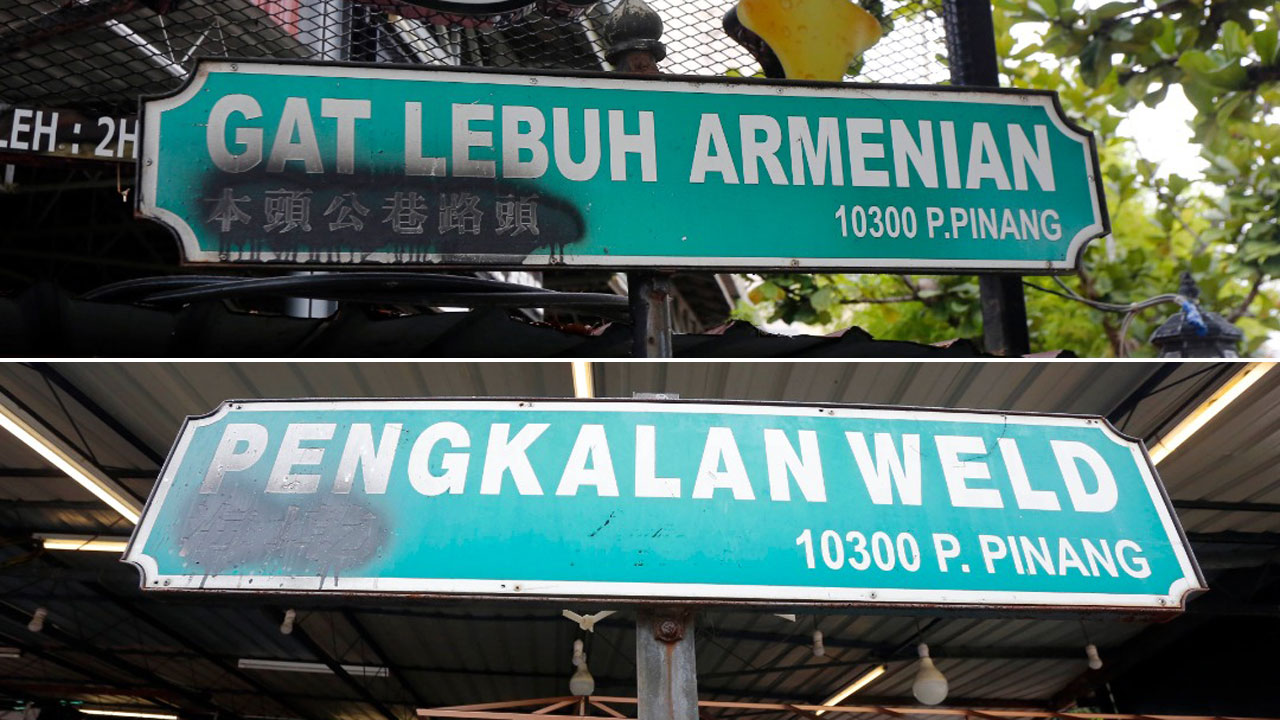 LEH : 2H
GAT LEBUH ARMENIAN
本頭公巷路頭
10300 P.PINANG
PENGKALAN WELD
10300 P. PINANG